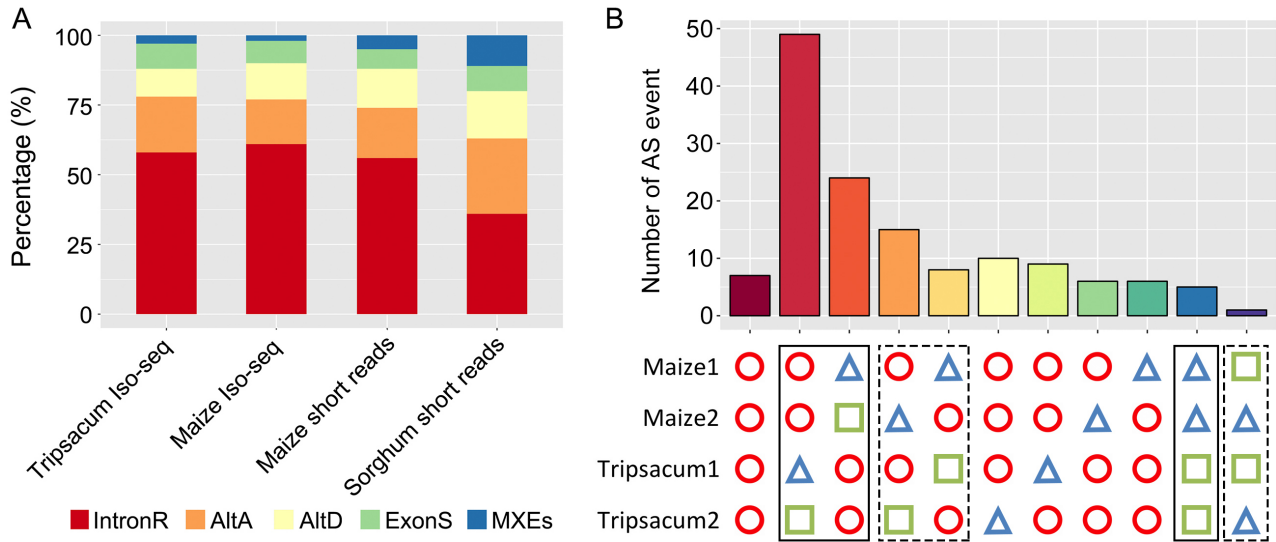 A
Percentage (%)
100
75
50
25
0
Tripsacum Iso-seq
Maize Iso-seq
Maize short reads
Sorghum short reads
IntronR AltA AltD ExonS MXEs
B
Number of AS event
50
40
30
20
10
0
Maize1
Maize2
Tripsacum1
Tripsacum2